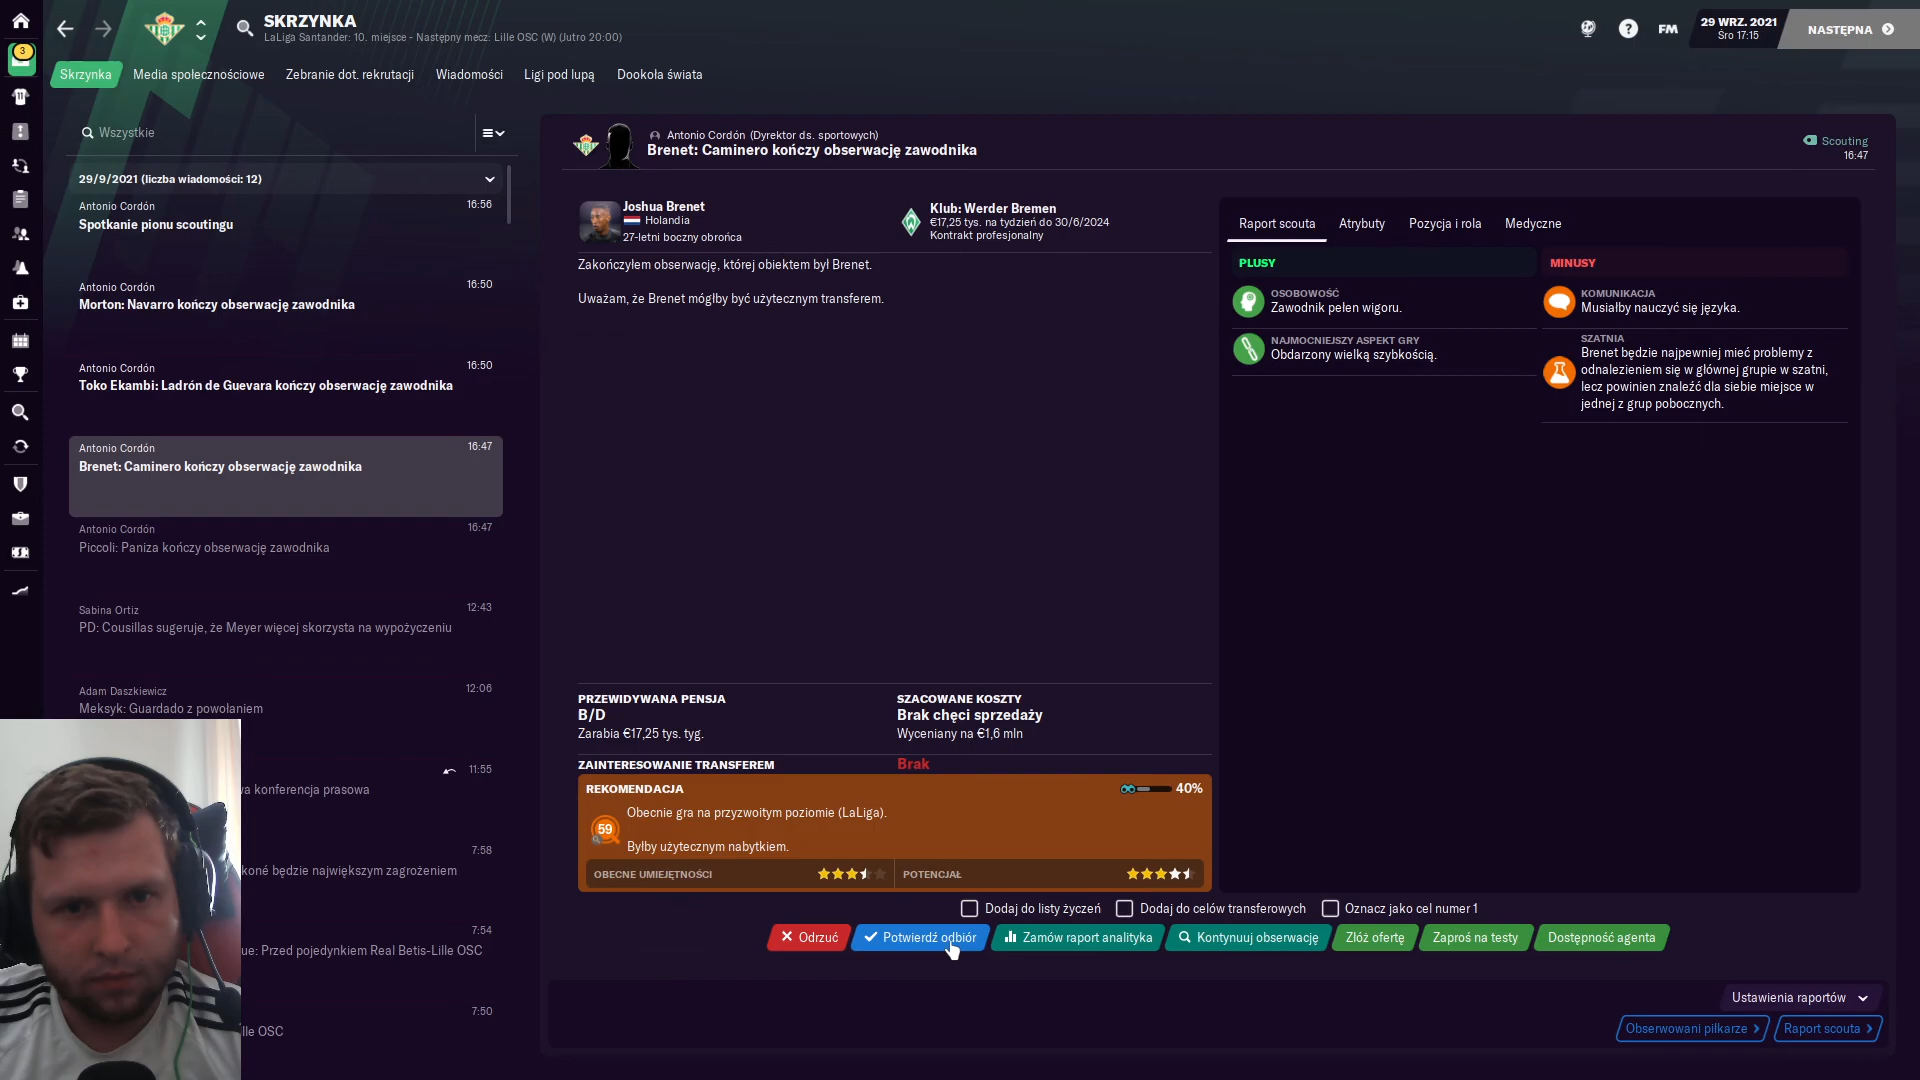 SKRZYNKA
LaLiga Santander: 10. miejsce - Następny mecz: Lille OSC (W) (Jutro 20:00)
29 WRZ. 2021
Śro 17:15
NASTĘPNA
FM
3
11
Skrzynka
Media społecznościowe
Zebranie dot. rekrutacji
Wiadomości
Ligi pod lupą
Dookoła świata
Wszystkie
29/9/2021 (liczba wiadomości: 12)
Antonio Cordón 16:56
Spotkanie pionu scoutingu
Antonio Cordón 16:50
Morton: Navarro kończy obserwację zawodnika
Antonio Cordón 16:50
Toko Ekambi: Ladrón de Guevara kończy obserwację zawodnika
Antonio Cordón 16:47
Brenet: Caminero kończy obserwację zawodnika
Antonio Cordón 16:47
Piccoli: Paniza kończy obserwację zawodnika
Sabina Ortiz 12:43
PD: Cousillas sugeruje, że Meyer więcej skorzysta na wypożyczeniu
Adam Daszkiewicz 12:06
Meksyk: Guardado z powołaniem
11:55
va konferencja prasowa
7:58
koné będzie największym zagrożeniem
7:54
ue: Przed pojedynkiem Real Betis-Lille OSC
7:50
lle OSC
Antonio Cordón (Dyrektor ds. sportowych)
Brenet: Caminero kończy obserwację zawodnika
Scouting
16:47
Joshua Brenet
Holandia
27-letni boczny obrońca
Klub: Werder Bremen
€17,25 tys. na tydzień do 30/6/2024
Kontrakt profesjonalny
Zakończyłem obserwację, której obiektem był Brenet.
Uważam, że Brenet mógłby być użytecznym transferem.
Raport scouta
Atrybuty
Pozycja i rola
Medyczne
PLUSY
OSOBOWOŚĆ
Zawodnik pełen wigoru.
NAJMOCNIEJSZY ASPEKT GRY
Obdarzony wielką szybkością.
MINUSY
KOMUNIKACJA
Musiałby nauczyć się języka.
SZATNIA
Brenet będzie najpewniej mieć problemy z
odnalezieniem się w głównej grupie w szatni,
lecz powinien znaleźć dla siebie miejsce w
jednej z grup pobocznych.
PRZEWIDYWANA PENSJA
B/D
Zarabia €17,25 tys. tyg.
SZACOWANE KOSZTY
Brak chęci sprzedaży
Wyceniany na €1,6 mln
ZAINTERESOWANIE TRANSFEREM
Brak
REKOMENDACJA
40%
59
Obecnie gra na przyzwoitym poziomie (LaLiga).
Byłby użytecznym nabytkiem.
OBECNE UMIEJĘTNOŚCI
POTENCJAŁ
Dodaj do listy życzeń
Dodaj do celów transferowych
Oznacz jako cel numer 1
Odrzuć
Potwierdź odbiór
Zamów raport analityka
Kontynuuj obserwację
Złóż ofertę
Zaproś na testy
Dostępność agenta
Ustawienia raportów
Obserwowani piłkarze
Raport scouta